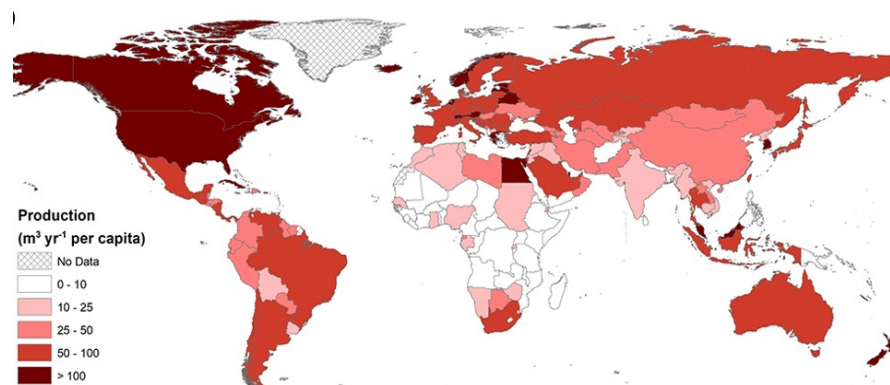 )
Production
(m³ yr⁻¹ per capita)
No Data
0 - 10
10 - 25
25 - 50
50 - 100
> 100